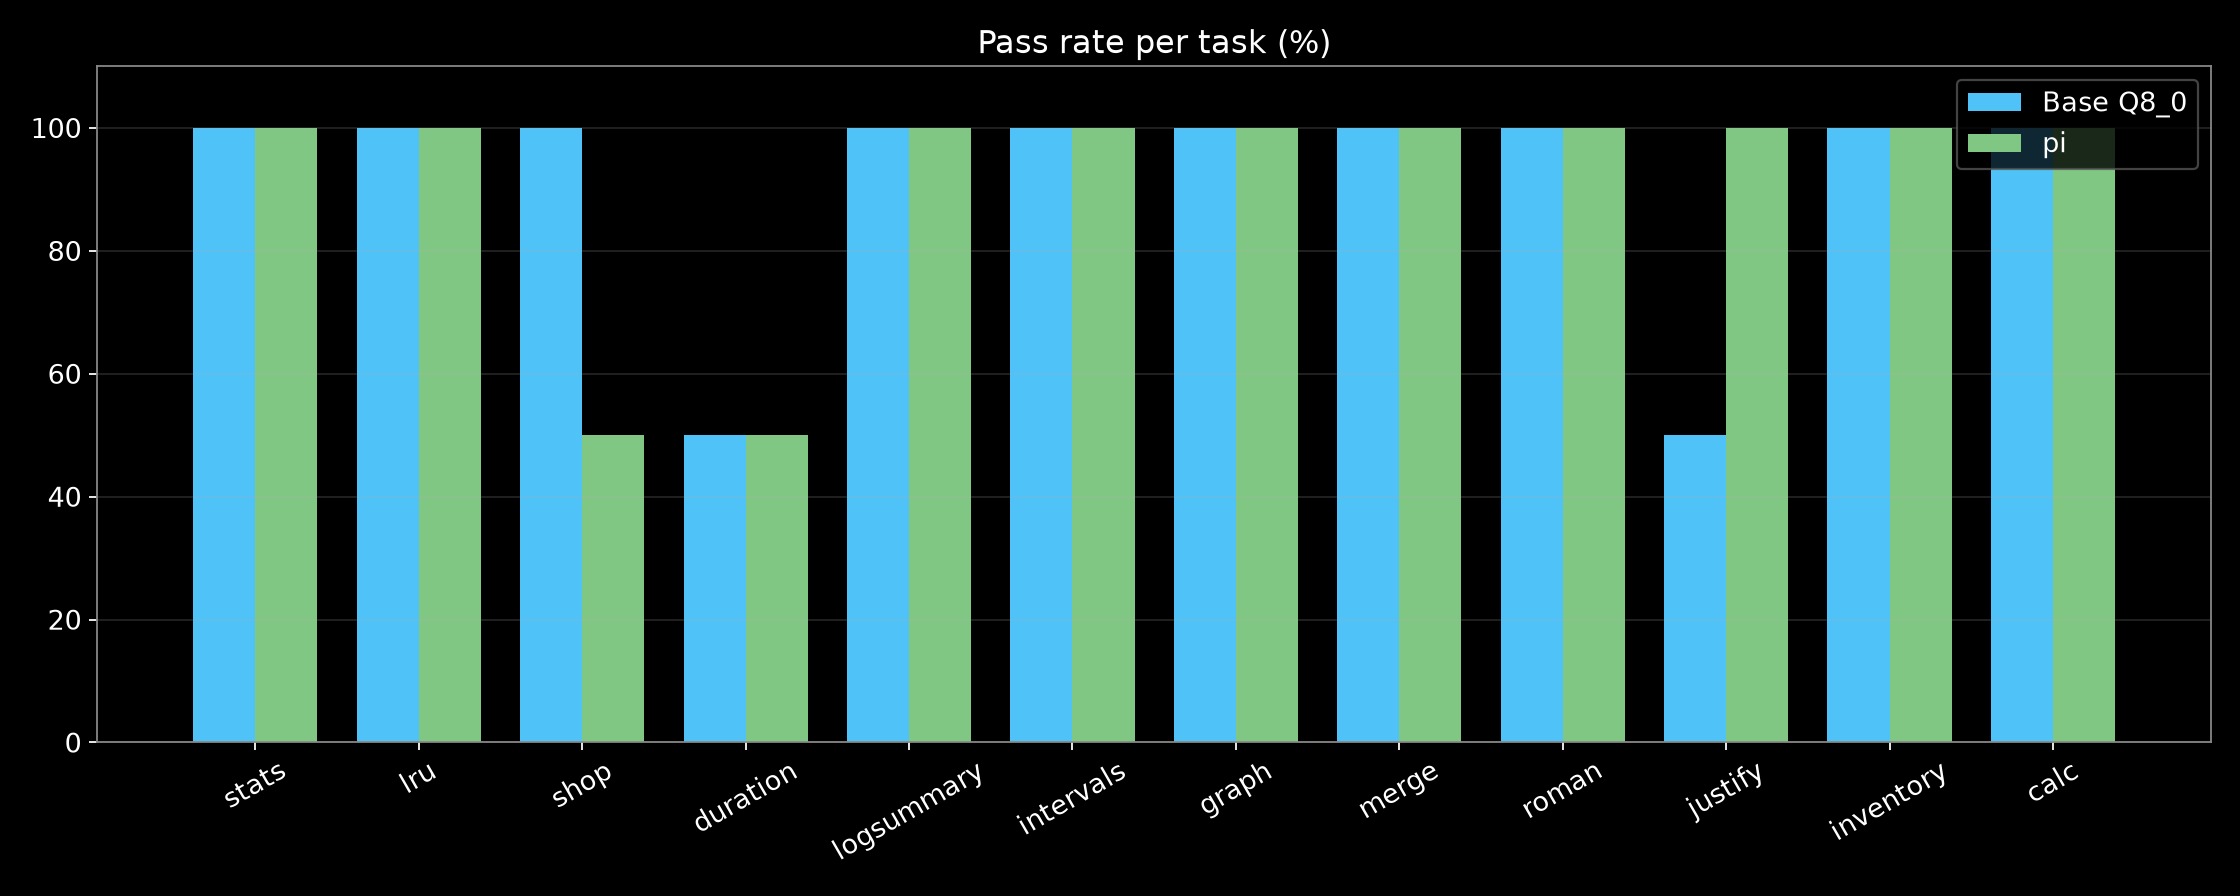 Pass rate per task (%)
Base Q8_0
pi
100
80
60
40
20
0
stats
lru
shop
duration
logsummary
intervals
graph
merge
roman
justify
inventory
calc